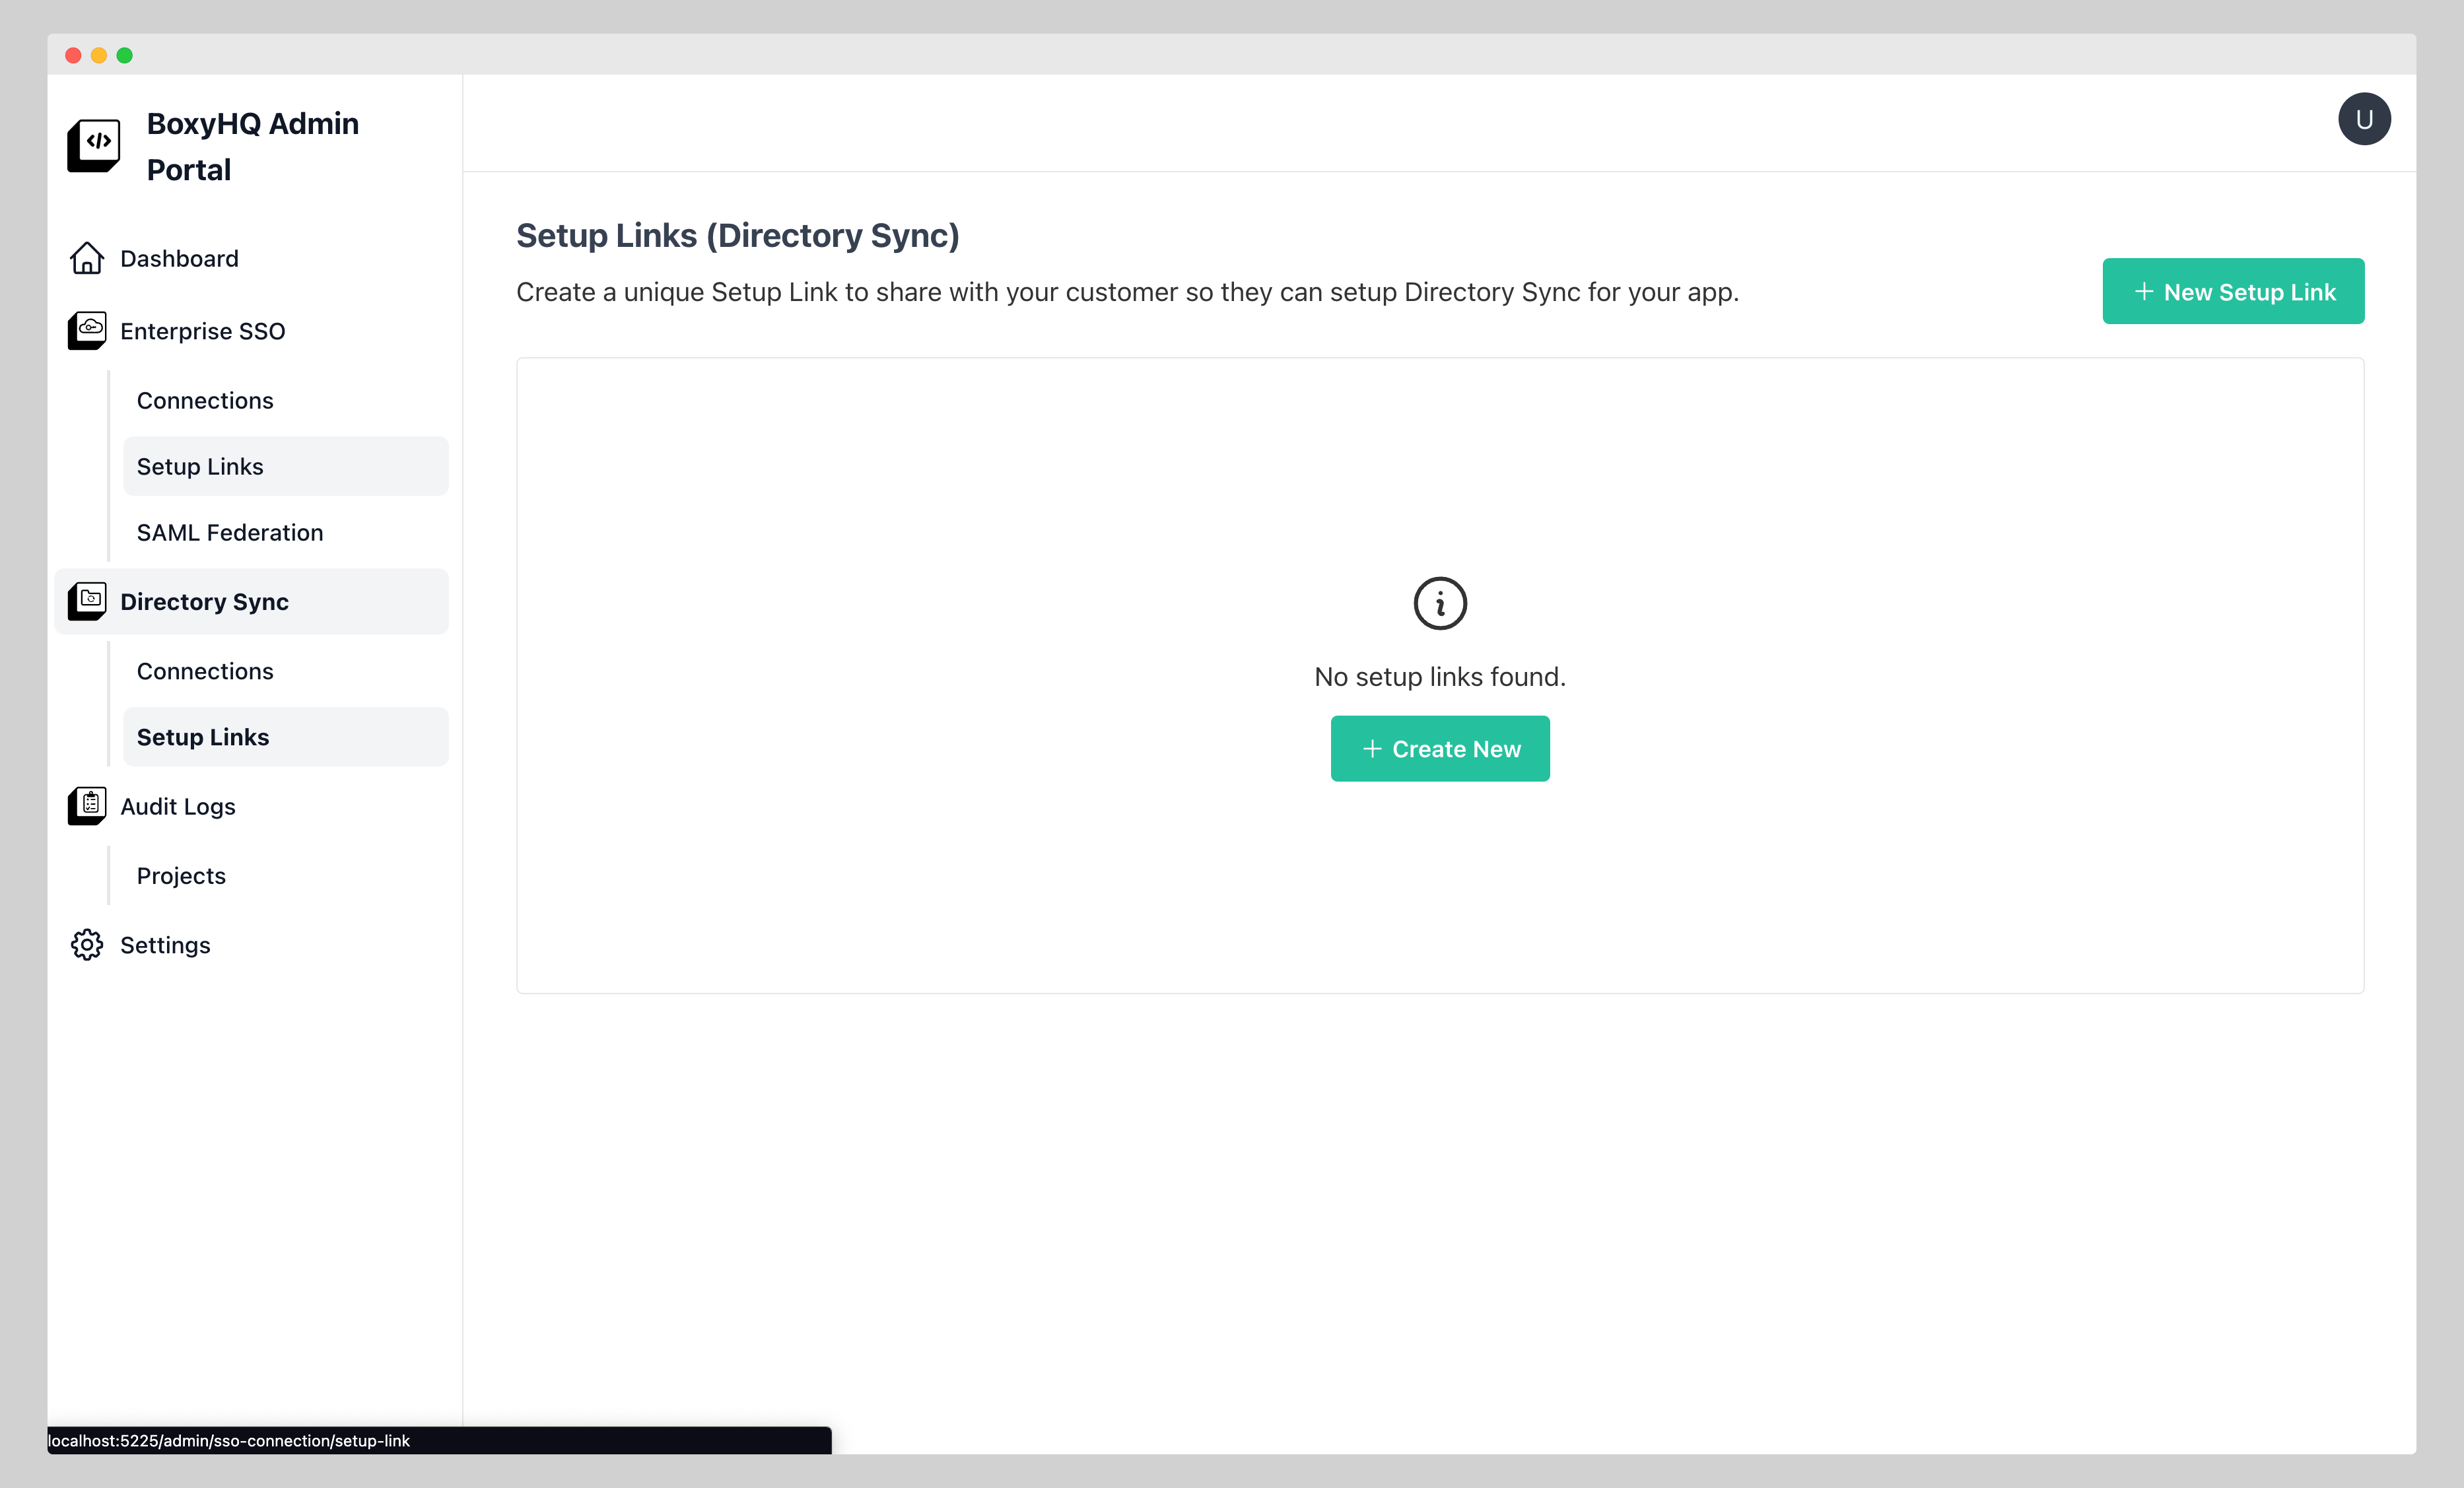 BoxyHQ Admin
Portal
U
Dashboard
Enterprise SSO
Connections
Setup Links
SAML Federation
Directory Sync
Connections
Setup Links
Audit Logs
Projects
Settings
Setup Links (Directory Sync)
Create a unique Setup Link to share with your customer so they can setup Directory Sync for your app.
+ New Setup Link
No setup links found.
+ Create New
localhost:5225/admin/sso-connection/setup-link